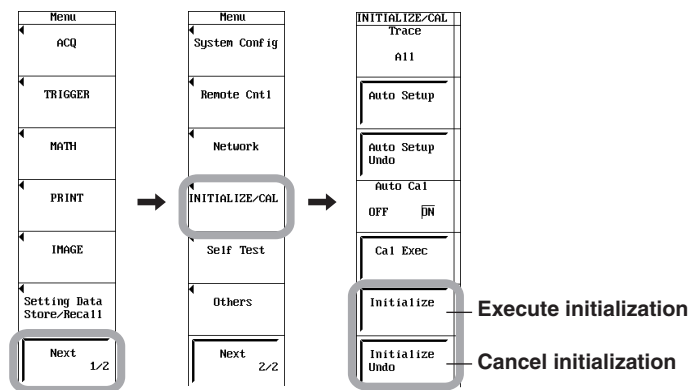 Menu
ACQ
TRIGGER
MATH
PRINT
IMAGE
Setting Data
Store/Recall
Next
1/2
Menu
System Config
Remote Cntl
Network
INITIALIZE/CAL
Self Test
Others
Next
2/2
INITIALIZE/CAL
Trace
All
Auto Setup
Auto Setup
Undo
Auto Cal
OFF ON
Cal Exec
Initialize
Initialize
Undo
Execute initialization
Cancel initialization